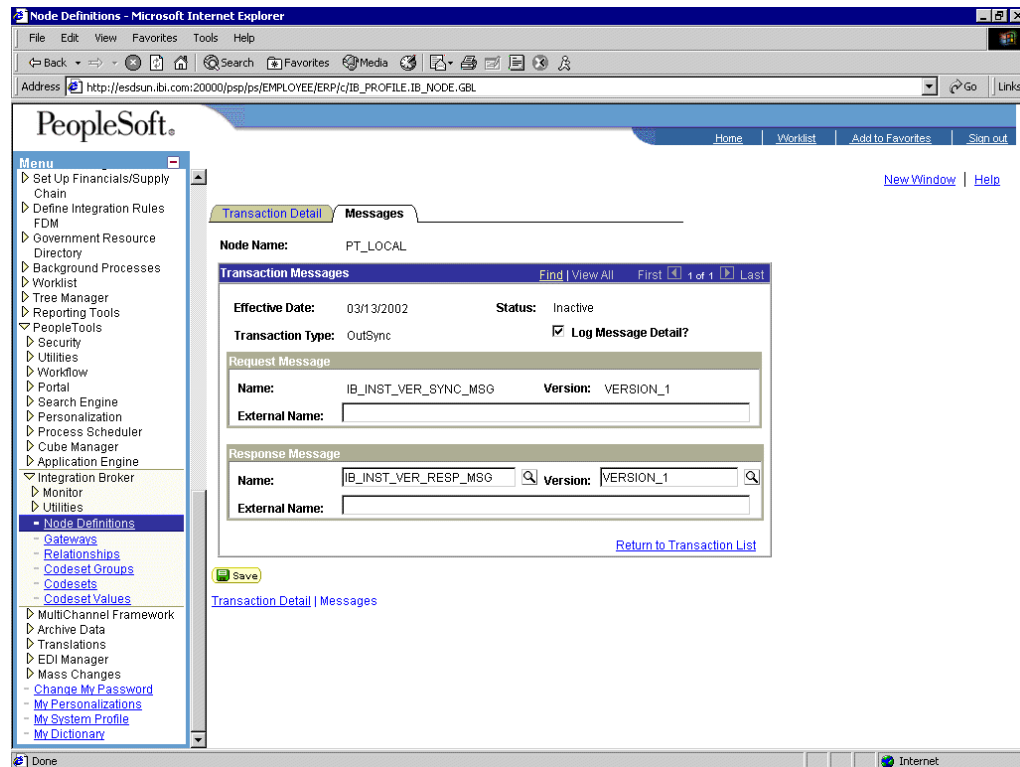 Node Definitions - Microsoft Internet Explorer
File Edit View Favorites Tools Help
Back Search Favorites Media
Address http://esdsun.ibi.com:20000/psp/ps/EMPLOYEE/ERP/c/IB_PROFILE.IB_NODE.GBL Go Links
PeopleSoft®
Home Worklist Add to Favorites Sign out
Menu
Set Up Financials/Supply
Chain
Define Integration Rules
FDM
Government Resource
Directory
Background Processes
Worklist
Tree Manager
Reporting Tools
PeopleTools
Security
Utilities
Workflow
Portal
Search Engine
Personalization
Process Scheduler
Cube Manager
Application Engine
Integration Broker
Monitor
Utilities
Node Definitions
Gateways
Relationships
Codeset Groups
Codesets
Codeset Values
MultiChannel Framework
Archive Data
Translations
EDI Manager
Mass Changes
Change My Password
My Personalizations
My System Profile
My Dictionary
New Window | Help
Transaction Detail Messages
Node Name: PT_LOCAL
Transaction Messages Find | View All First 1 of 1 Last
Effective Date: 03/13/2002 Status: Inactive
Transaction Type: OutSync Log Message Detail?
Request Message
Name: IB_INST_VER_SYNC_MSG Version: VERSION_1
External Name:
Response Message
Name: IB_INST_VER_RESP_MSG Version: VERSION_1
External Name:
Return to Transaction List
Save
Transaction Detail | Messages
Done Internet